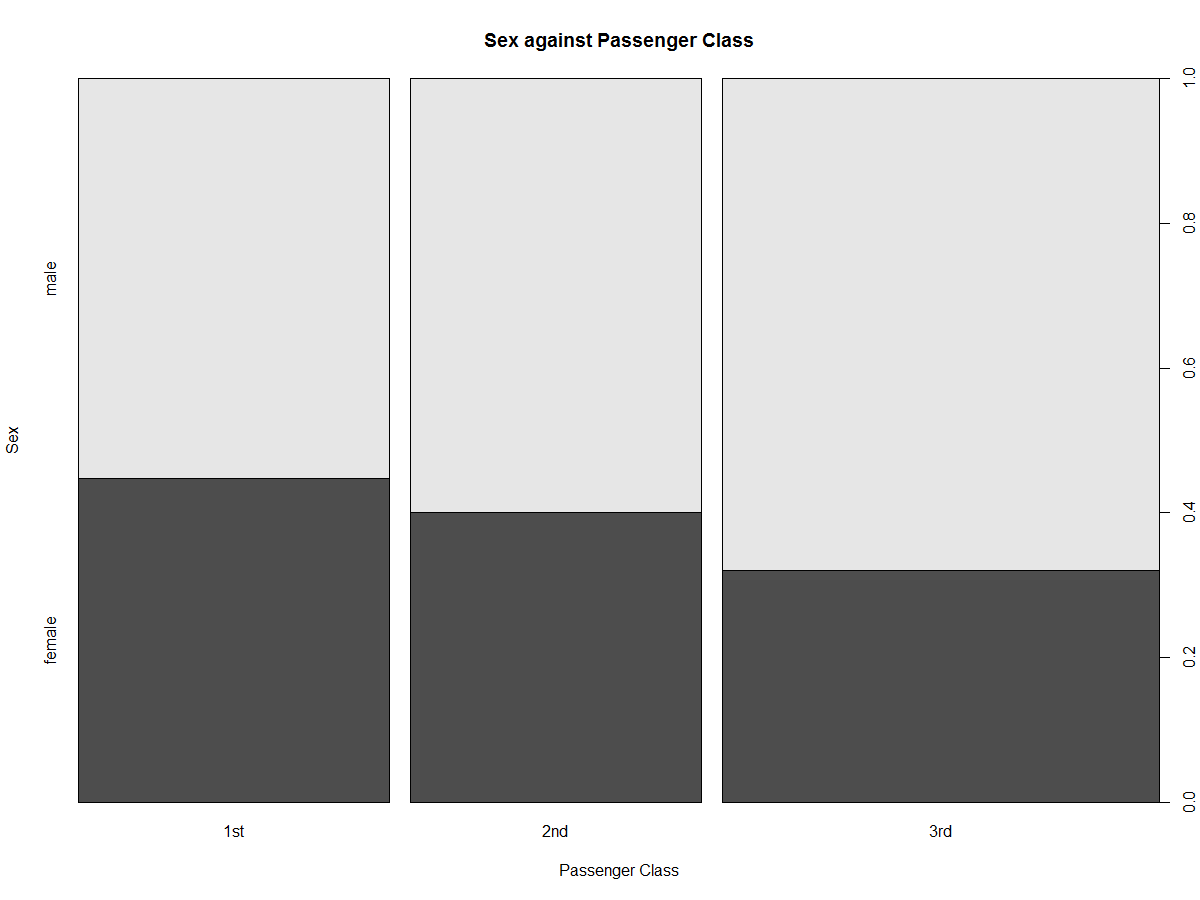 Sex against Passenger Class
Sex
male
female
1.0
0.8
0.6
0.4
0.2
0.0
1st
2nd
3rd
Passenger Class